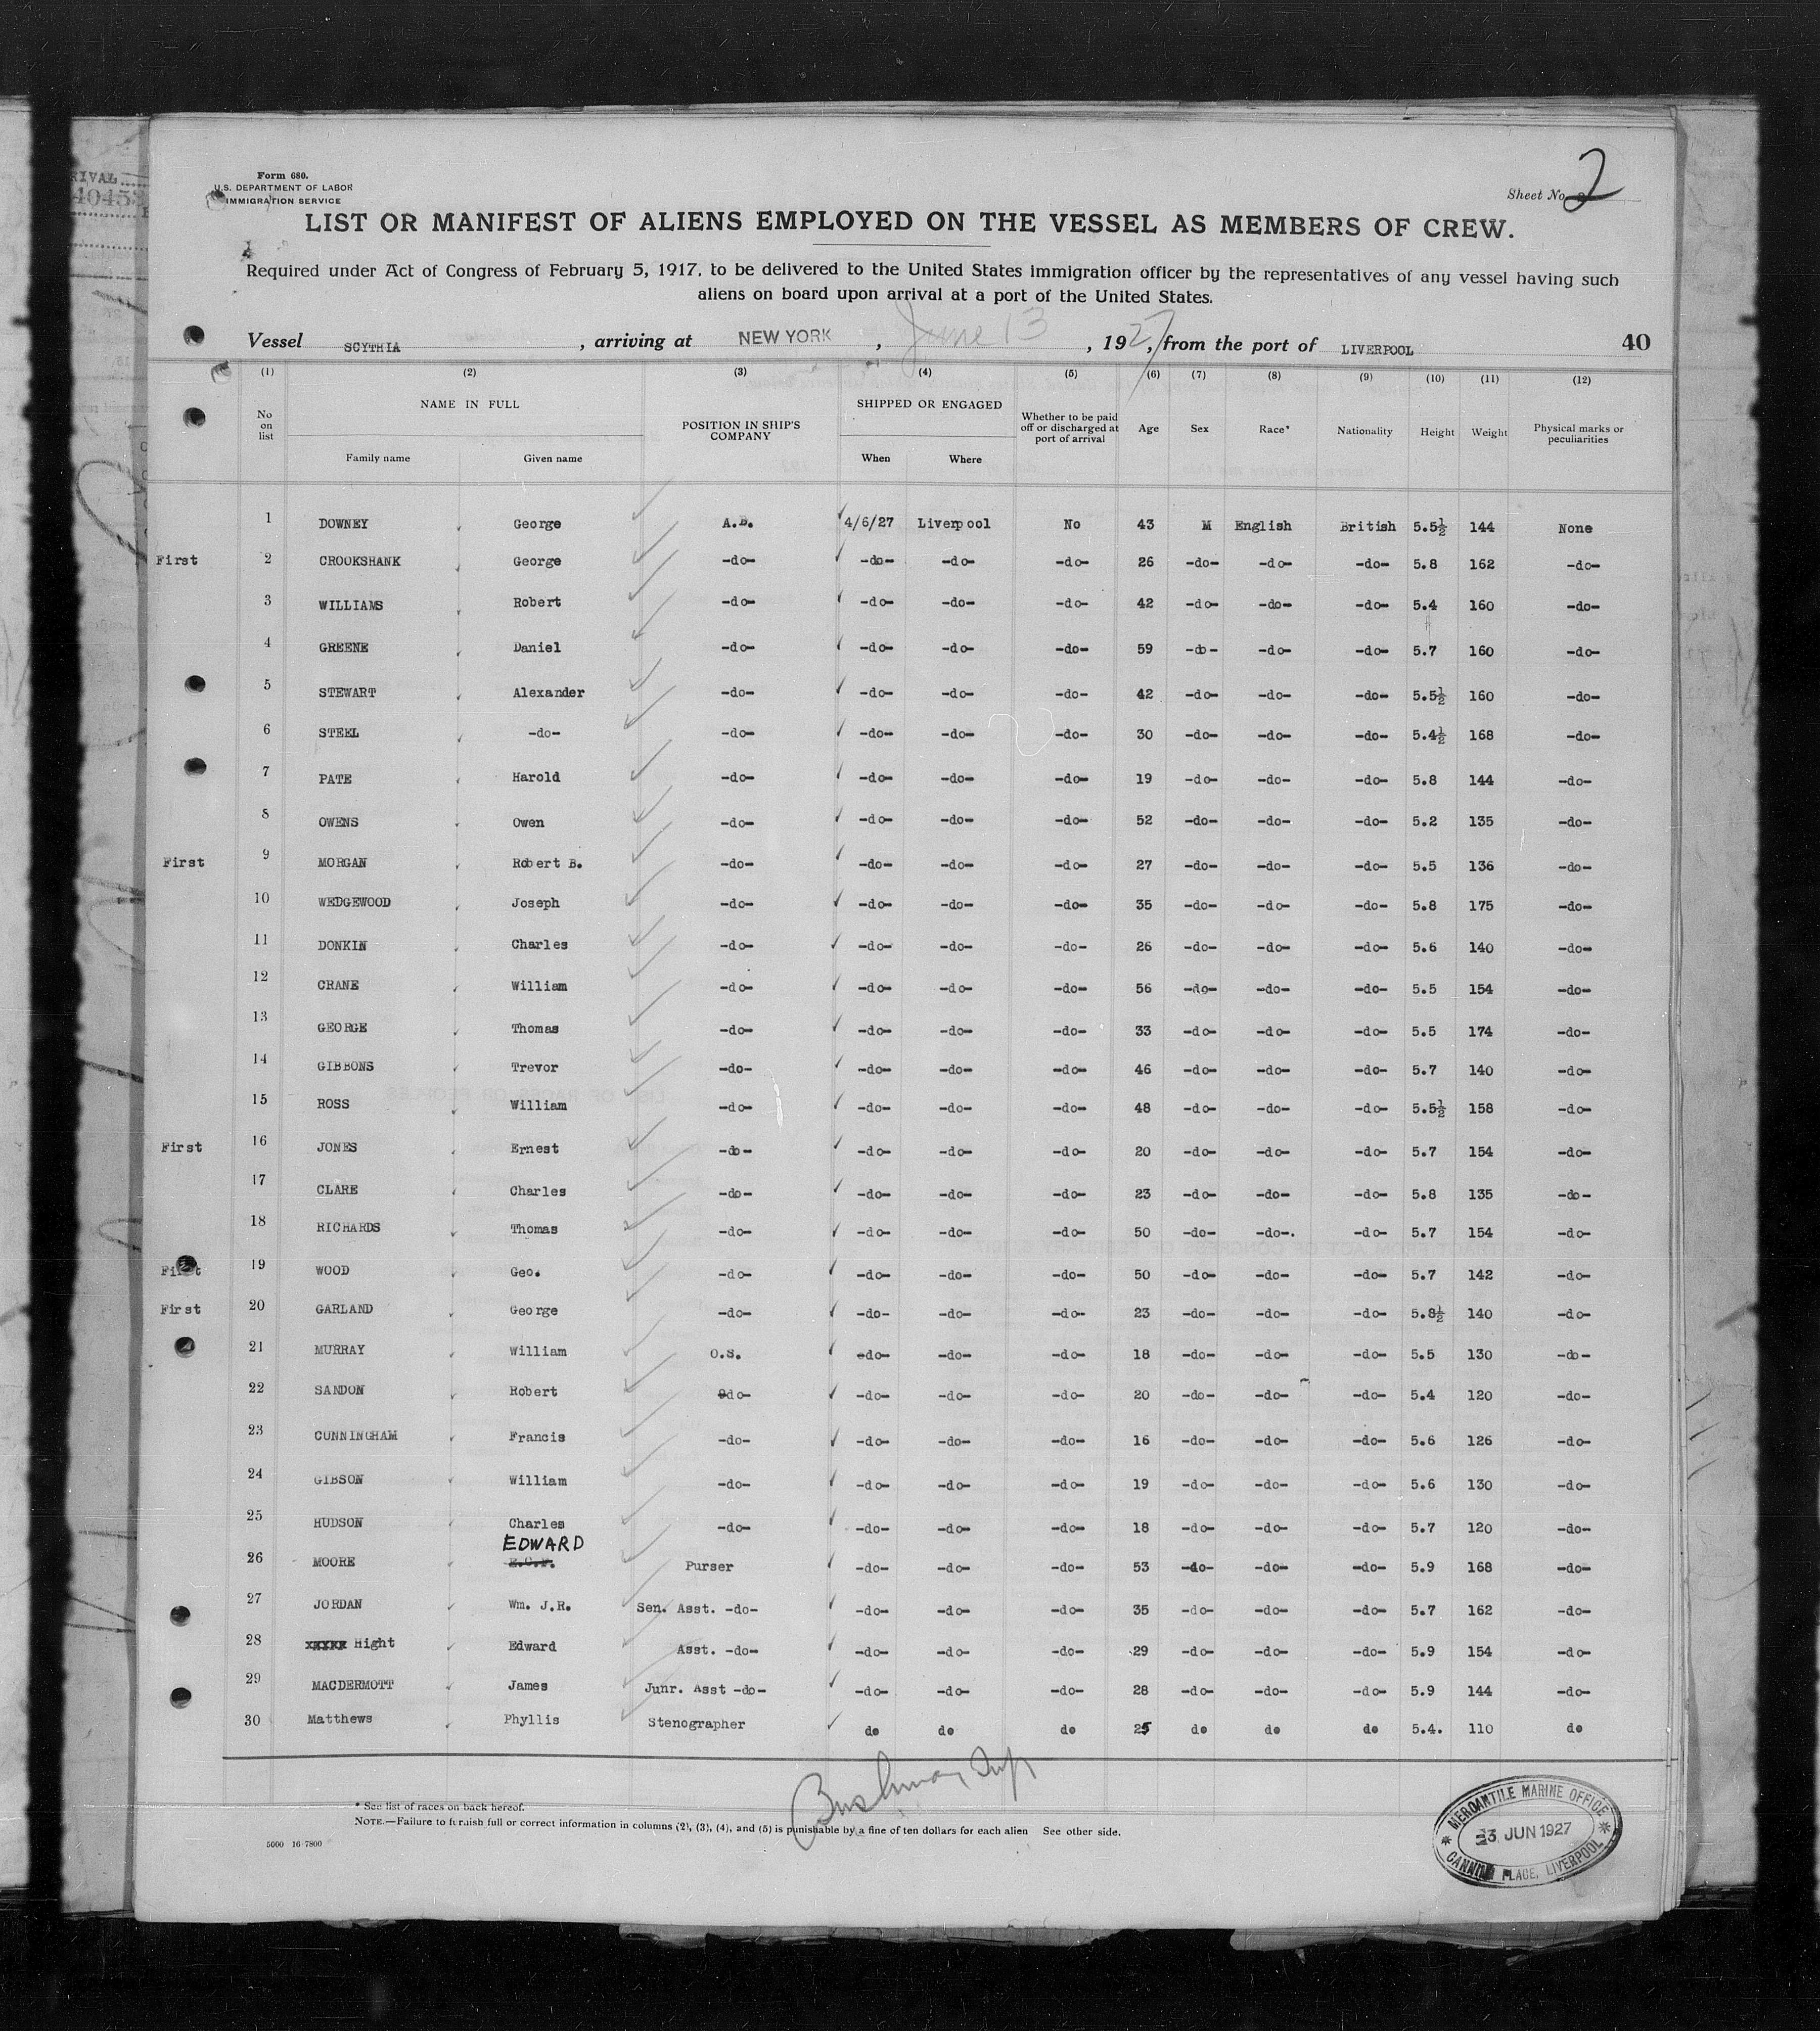 Form 680.
U.S. DEPARTMENT OF LABOR
IMMIGRATION SERVICE
Sheet No. 2
LIST OR MANIFEST OF ALIENS EMPLOYED ON THE VESSEL AS MEMBERS OF CREW.
Required under Act of Congress of February 5, 1917, to be delivered to the United States immigration officer by the representatives of any vessel having such
aliens on board upon arrival at a port of the United States.
Vessel SCYTHIA, arriving at NEW YORK, June 13, 1927, from the port of LIVERPOOL 40
(1) (2) (3) (4) (5) (6) (7) (8) (9) (10) (11) (12)
No on list NAME IN FULL Family name Given name POSITION IN SHIP'S COMPANY SHIPPED OR ENGAGED When Where Whether to be paid off or discharged at port of arrival Age Sex Race* Nationality Height Weight Physical marks or peculiarities
1 DOWNEY George A.B. 4/6/27 Liverpool No 43 M English British 5.5½ 144 None
First 2 CROOKSHANK George -do- -do- -do- -do- 26 -do- -do- -do- 5.8 162 -do-
3 WILLIAMS Robert -do- -do- -do- -do- 42 -do- -do- -do- 5.4 160 -do-
4 GREENE Daniel -do- -do- -do- -do- 59 -do- -do- -do- 5.7 160 -do-
5 STEWART Alexander -do- -do- -do- -do- 42 -do- -do- -do- 5.5½ 160 -do-
6 STEEL -do- -do- -do- -do- -do- 30 -do- -do- -do- 5.4½ 168 -do-
7 PATE Harold -do- -do- -do- -do- 19 -do- -do- -do- 5.8 144 -do-
8 OWENS Owen -do- -do- -do- -do- 52 -do- -do- -do- 5.2 135 -do-
First 9 MORGAN Robert B. -do- -do- -do- -do- 27 -do- -do- -do- 5.5 136 -do-
10 WEDGEWOOD Joseph -do- -do- -do- -do- 35 -do- -do- -do- 5.8 175 -do-
11 DONKIN Charles -do- -do- -do- -do- 26 -do- -do- -do- 5.6 140 -do-
12 CRANE William -do- -do- -do- -do- 56 -do- -do- -do- 5.5 154 -do-
13 GEORGE Thomas -do- -do- -do- -do- 33 -do- -do- -do- 5.5 174 -do-
14 GIBBONS Trevor -do- -do- -do- -do- 46 -do- -do- -do- 5.7 140 -do-
15 ROSS William -do- -do- -do- -do- 48 -do- -do- -do- 5.5½ 158 -do-
First 16 JONES Ernest -do- -do- -do- -do- 20 -do- -do- -do- 5.7 154 -do-
17 CLARE Charles -do- -do- -do- -do- 23 -do- -do- -do- 5.8 135 -do-
18 RICHARDS Thomas -do- -do- -do- -do- 50 -do- -do-. -do- 5.7 154 -do-
First 19 WOOD Geo. -do- -do- -do- -do- 50 -do- -do- -do- 5.7 142 -do-
First 20 GARLAND George -do- -do- -do- -do- 23 -do- -do- -do- 5.8½ 140 -do-
21 MURRAY William O.S. -do- -do- -do- 18 -do- -do- -do- 5.5 130 -do-
22 SANDON Robert -do- -do- -do- -do- 20 -do- -do- -do- 5.4 120 -do-
23 CUNNINGHAM Francis -do- -do- -do- -do- 16 -do- -do- -do- 5.6 126 -do-
24 GIBSON William -do- -do- -do- -do- 19 -do- -do- -do- 5.6 130 -do-
25 HUDSON Charles -do- -do- -do- -do- 18 -do- -do- -do- 5.7 120 -do-
26 MOORE EDWARD Purser -do- -do- -do- 53 -do- -do- -do- 5.9 168 -do-
27 JORDAN Wm. J.R. Sen. Asst. -do- -do- -do- -do- 35 -do- -do- -do- 5.7 162 -do-
28 Hight Edward Asst. -do- -do- -do- -do- 29 -do- -do- -do- 5.9 154 -do-
29 MACDERMOTT James Junr. Asst -do- -do- -do- -do- 28 -do- -do- -do- 5.9 144 -do-
30 Matthews Phyllis Stenographer do do do 25 do do do 5.4. 110 do
* See list of races on back hereof.
NOTE.—Failure to furnish full or correct information in columns (2), (3), (4), and (5) is punishable by a fine of ten dollars for each alien See other side.
5000 16-7800
MERCANTILE MARINE OFFICE
3 JUN 1927
CANNING PLACE, LIVERPOOL